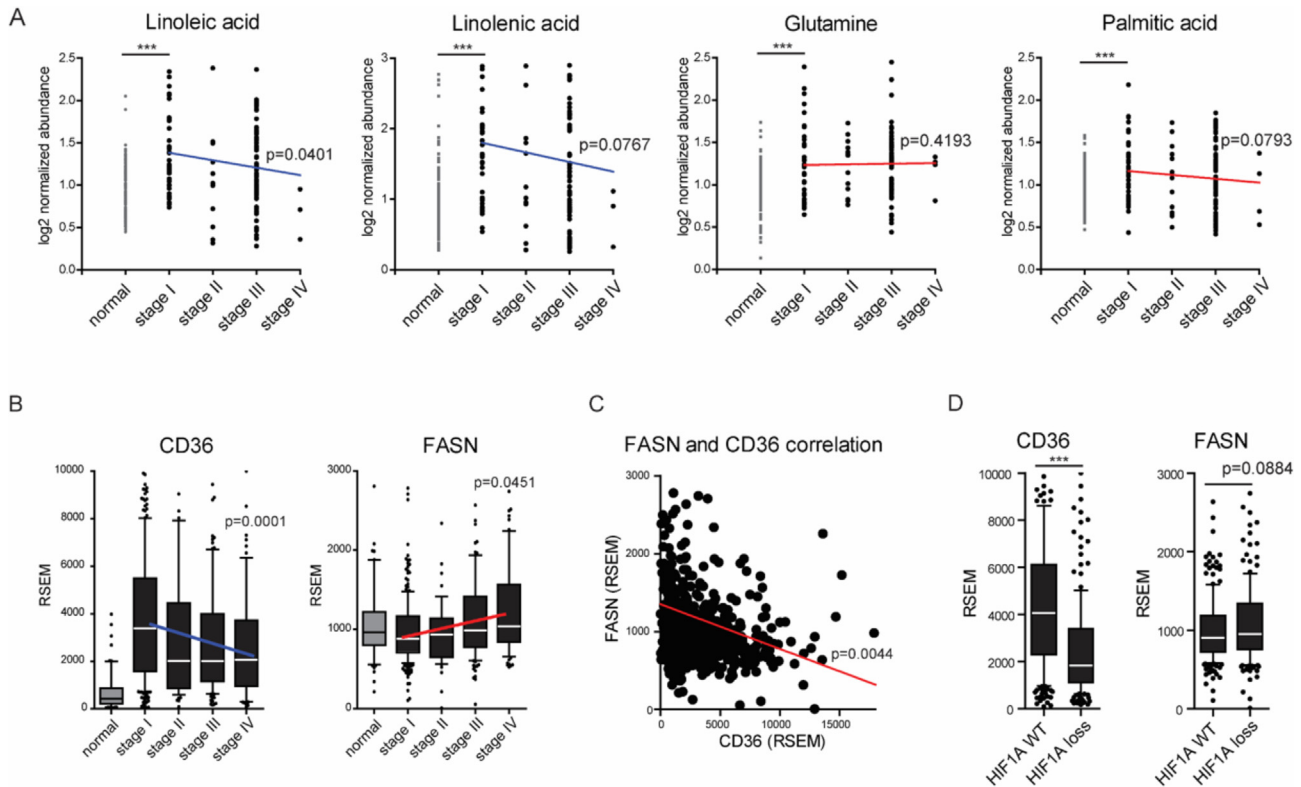 A
Linoleic acid
log2 normalized abundance
2.5
2.0
1.5
1.0
0.5
0.0
***
p=0.0401
normal
stage I
stage II
stage III
stage IV
Linolenic acid
log2 normalized abundance
3
2
1
0
***
p=0.0767
normal
stage I
stage II
stage III
stage IV
Glutamine
log2 normalized abundance
2.5
2.0
1.5
1.0
0.5
0.0
***
p=0.4193
normal
stage I
stage II
stage III
stage IV
Palmitic acid
log2 normalized abundance
2.5
2.0
1.5
1.0
0.5
0.0
***
p=0.0793
normal
stage I
stage II
stage III
stage IV
B
CD36
RSEM
10000
8000
6000
4000
2000
0
p=0.0001
normal
stage I
stage II
stage III
stage IV
FASN
RSEM
3000
2000
1000
0
p=0.0451
normal
stage I
stage II
stage III
stage IV
C
FASN and CD36 correlation
FASN (RSEM)
3000
2000
1000
0
p=0.0044
0
5000
10000
15000
CD36 (RSEM)
D
CD36
RSEM
10000
8000
6000
4000
2000
0
***
HIF1A WT
HIF1A loss
FASN
RSEM
3000
2000
1000
0
p=0.0884
HIF1A WT
HIF1A loss